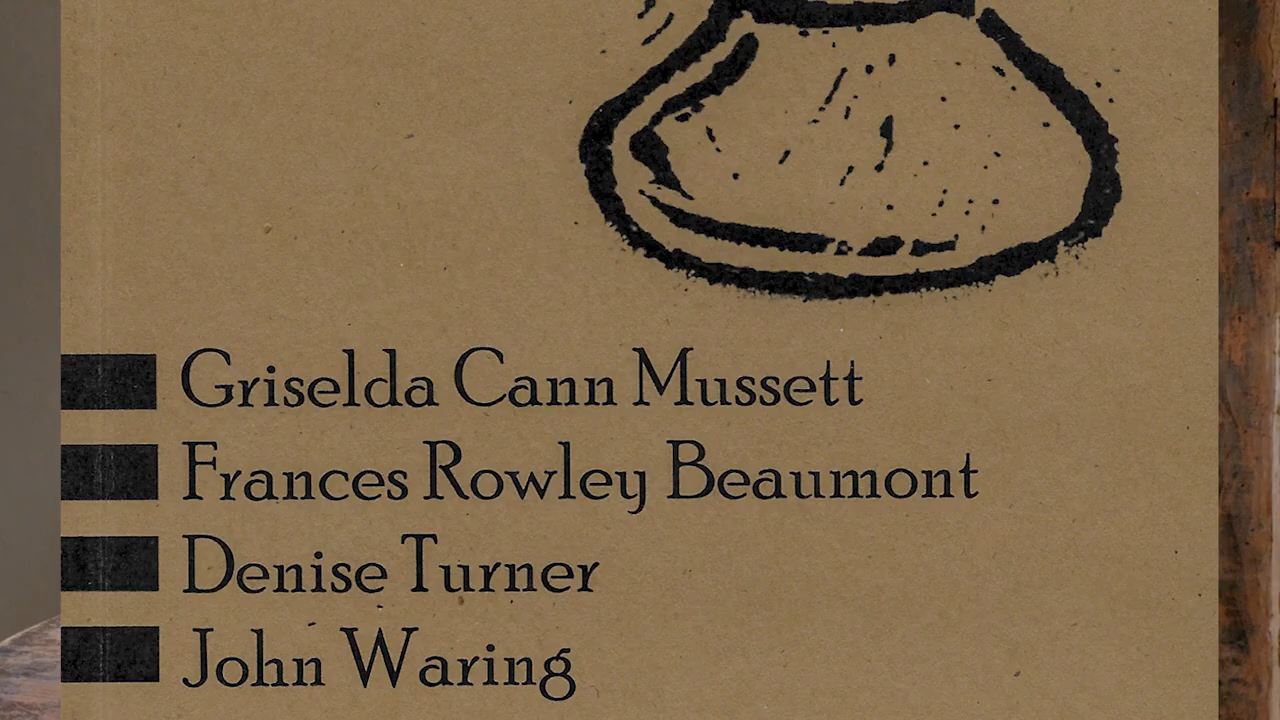 Griselda Cann Mussett
Frances Rowley Beaumont
Denise Turner
John Waring